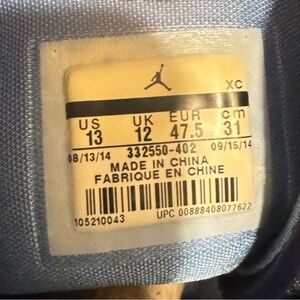 XC
US UK EUR cm
13 12 47.5 31
08/13/14 332550-402 09/15/14
MADE IN CHINA
FABRIQUE EN CHINE
105210043 UPC 00888408077622